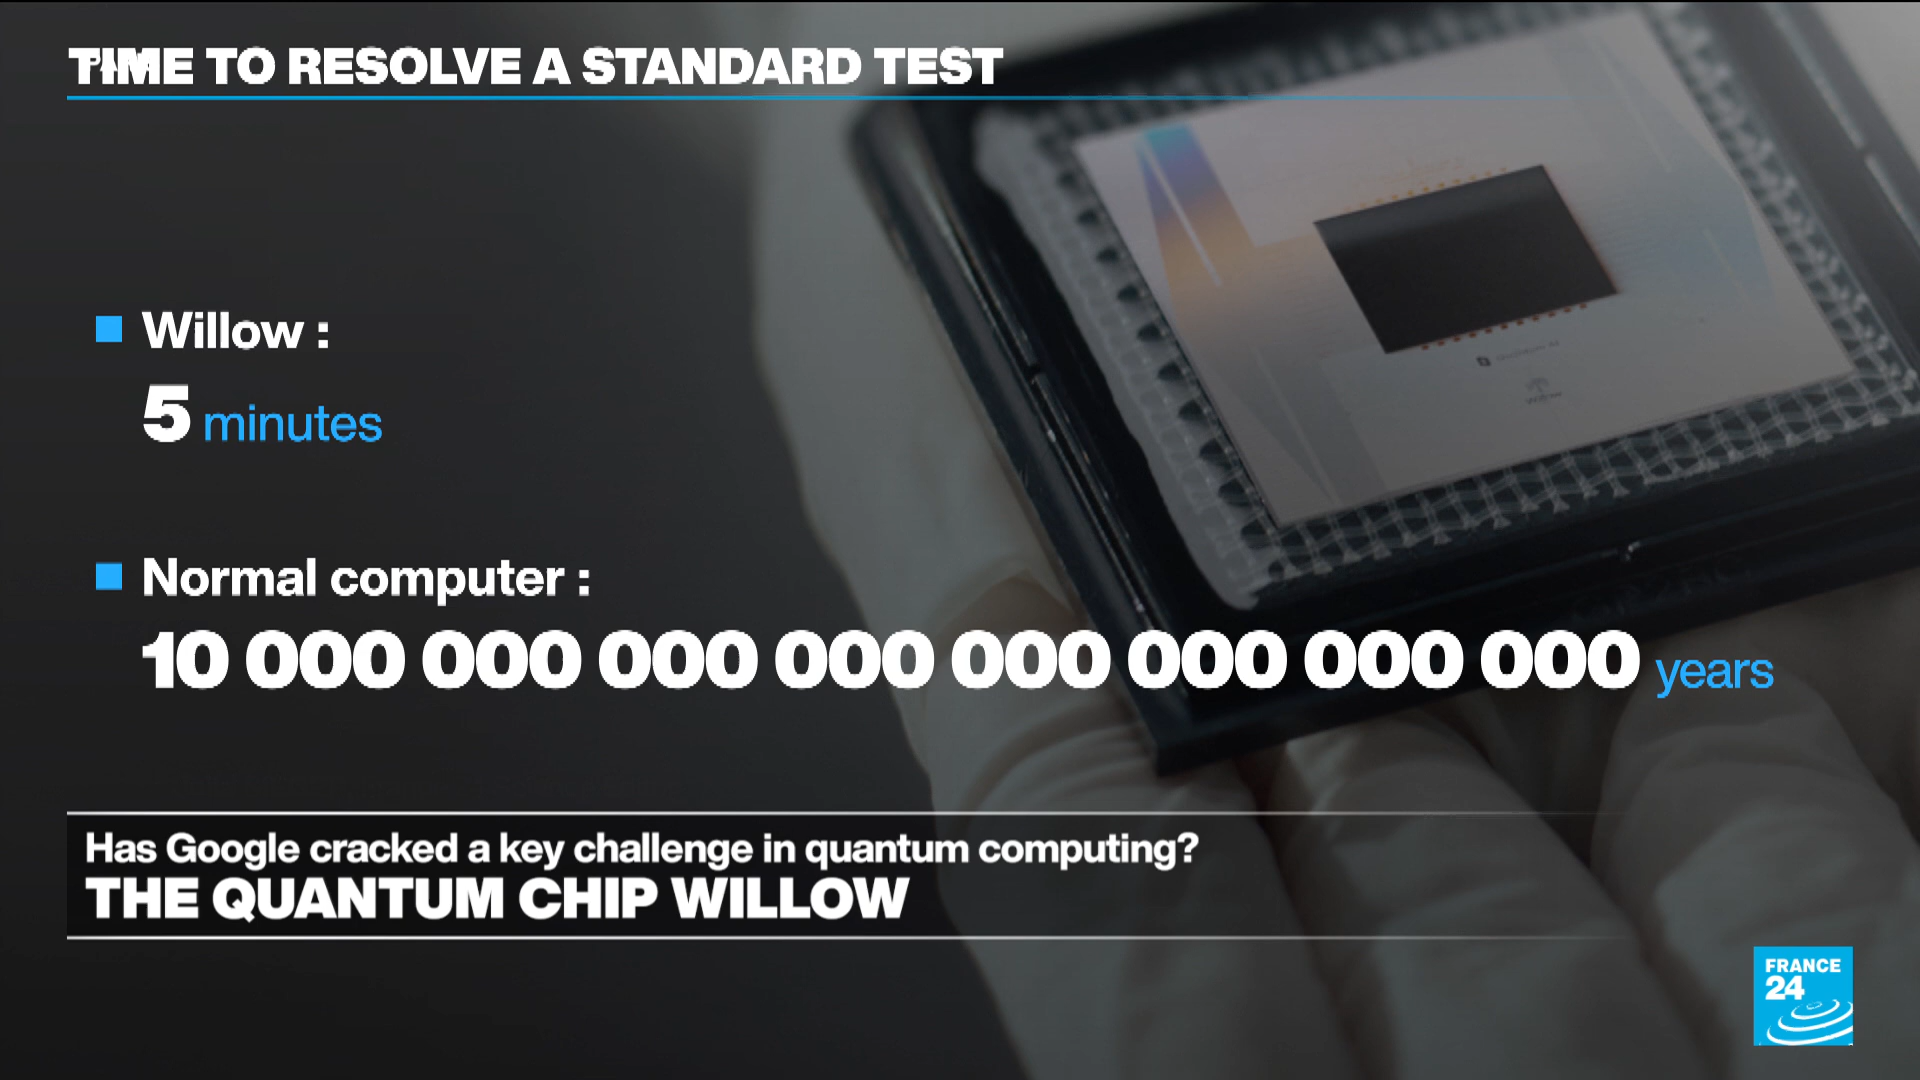 TIME TO RESOLVE A STANDARD TEST
Willow :
5 minutes
Normal computer :
10 000 000 000 000 000 000 000 000 years
Has Google cracked a key challenge in quantum computing?
THE QUANTUM CHIP WILLOW
FRANCE
24